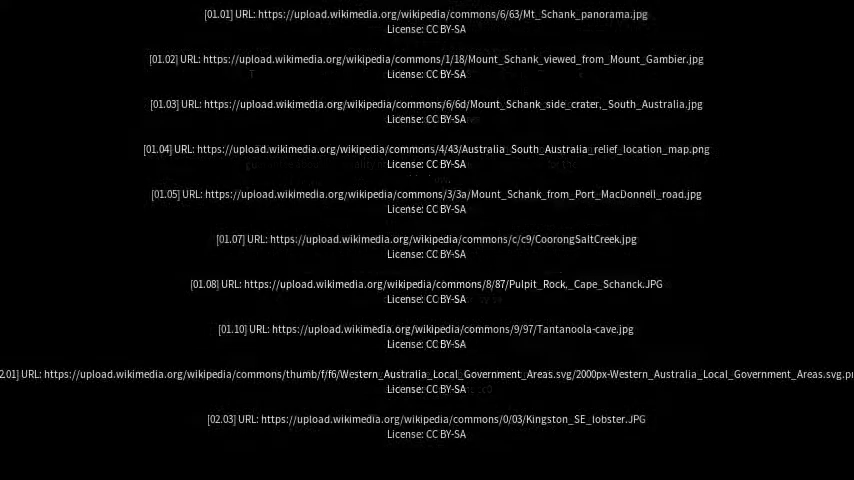 [01.01] URL: https://upload.wikimedia.org/wikipedia/commons/6/63/Mt_Schank_panorama.jpg
License: CC BY-SA
[01.02] URL: https://upload.wikimedia.org/wikipedia/commons/1/18/Mount_Schank_viewed_from_Mount_Gambier.jpg
License: CC BY-SA
[01.03] URL: https://upload.wikimedia.org/wikipedia/commons/6/6d/Mount_Schank_side_crater,_South_Australia.jpg
License: CC BY-SA
[01.04] URL: https://upload.wikimedia.org/wikipedia/commons/4/43/Australia_South_Australia_relief_location_map.png
License: CC BY-SA
[01.05] URL: https://upload.wikimedia.org/wikipedia/commons/3/3a/Mount_Schank_from_Port_MacDonnell_road.jpg
License: CC BY-SA
[01.07] URL: https://upload.wikimedia.org/wikipedia/commons/c/c9/CoorongSaltCreek.jpg
License: CC BY-SA
[01.08] URL: https://upload.wikimedia.org/wikipedia/commons/8/87/Pulpit_Rock,_Cape_Schanck.JPG
License: CC BY-SA
[01.10] URL: https://upload.wikimedia.org/wikipedia/commons/9/97/Tantanoola-cave.jpg
License: CC BY-SA
2.01] URL: https://upload.wikimedia.org/wikipedia/commons/thumb/f/f6/Western_Australia_Local_Government_Areas.svg/2000px-Western_Australia_Local_Government_Areas.svg.p
License: CC BY-SA
[02.03] URL: https://upload.wikimedia.org/wikipedia/commons/0/03/Kingston_SE_lobster.JPG
License: CC BY-SA